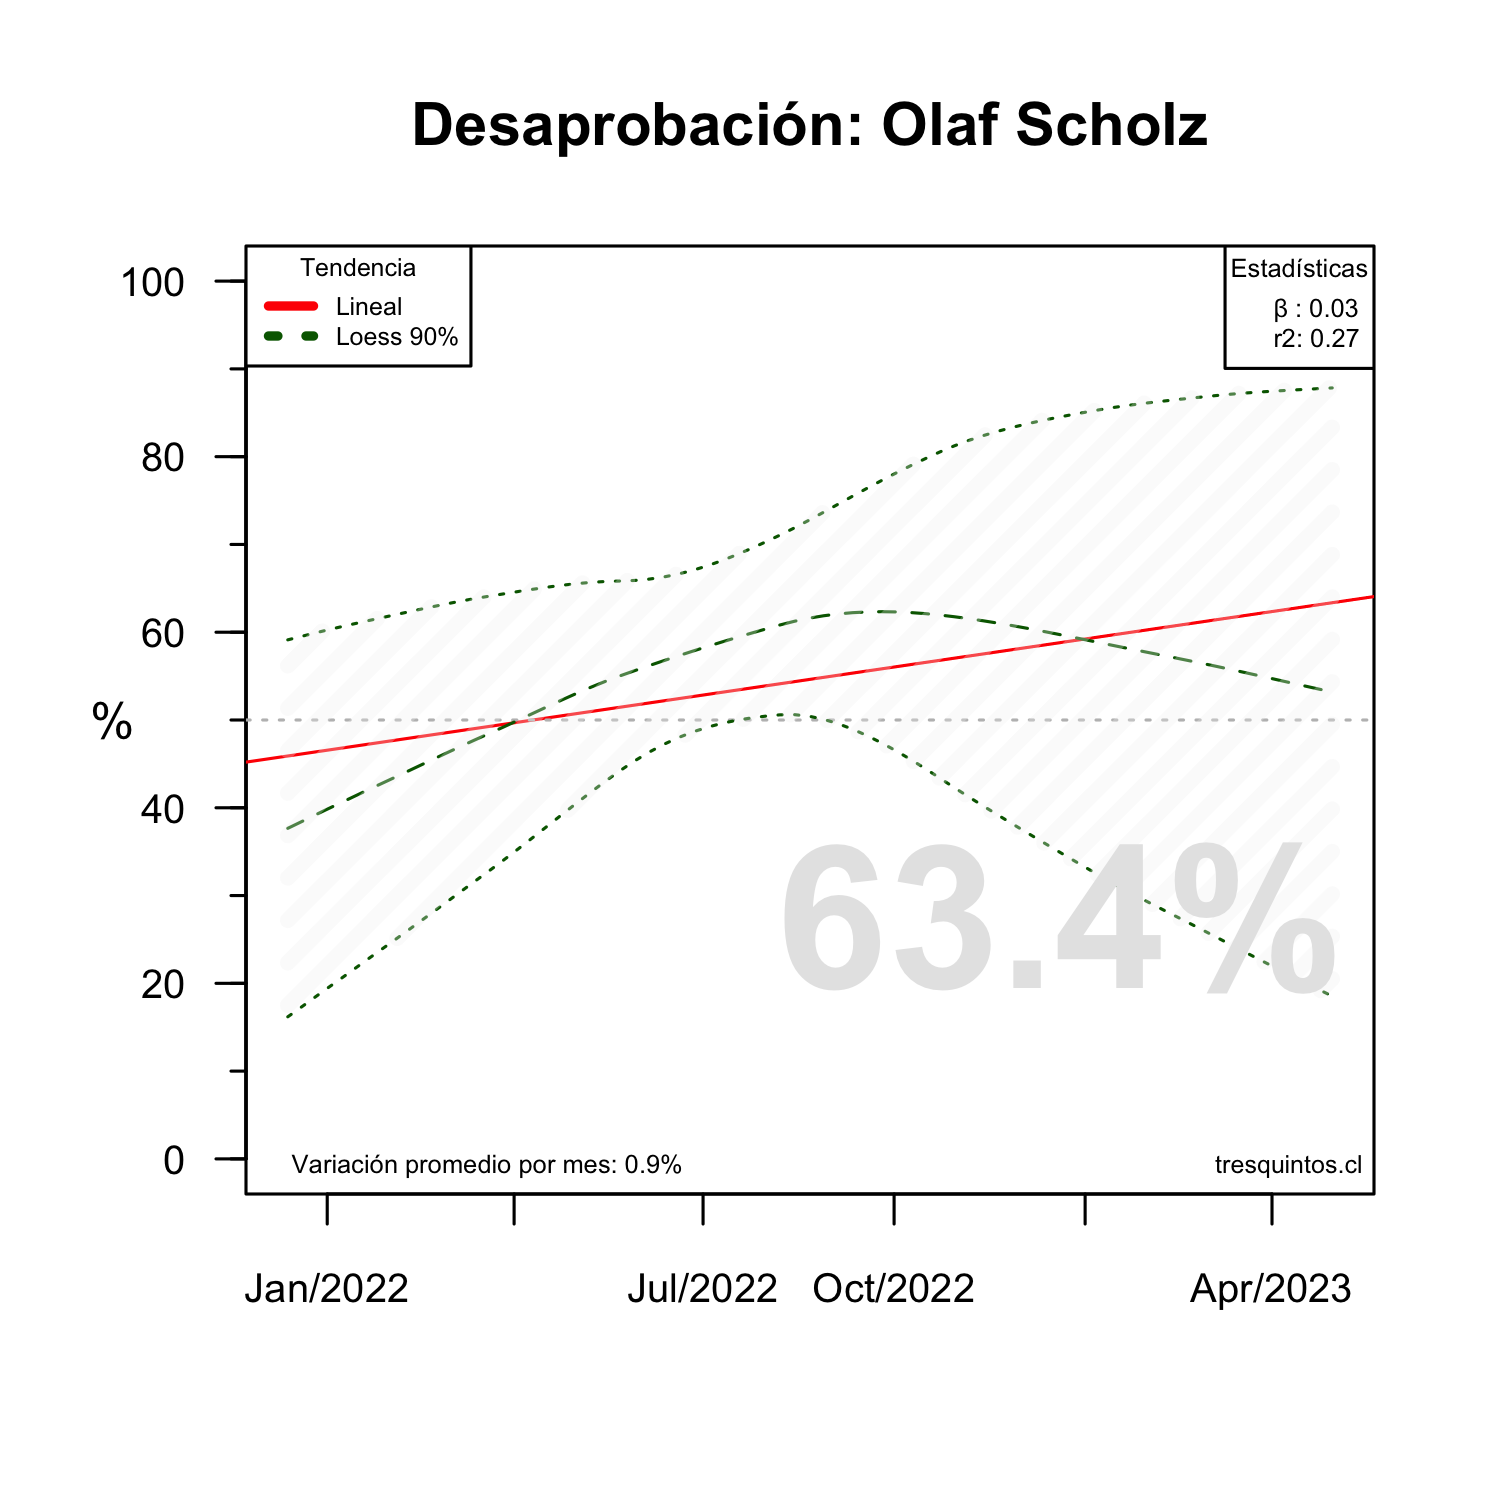 Desaprobación: Olaf Scholz
Tendencia
Lineal
Loess 90%
Estadísticas
β : 0.03
r2: 0.27
100
80
60
%
40
20
0
63.4%
Variación promedio por mes: 0.9%
tresquintos.cl
Jan/2022
Jul/2022
Oct/2022
Apr/2023